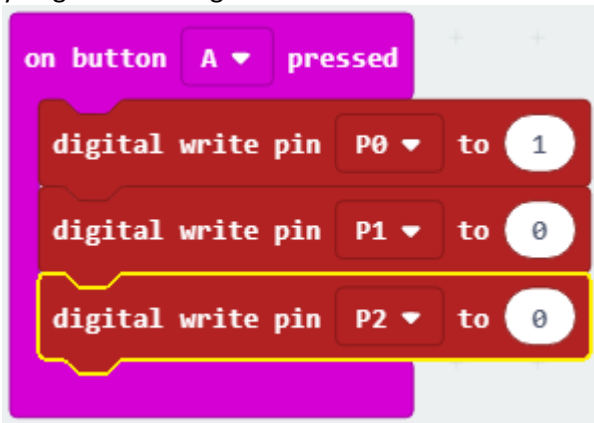 on button A pressed
digital write pin P0 to 1
digital write pin P1 to 0
digital write pin P2 to 0